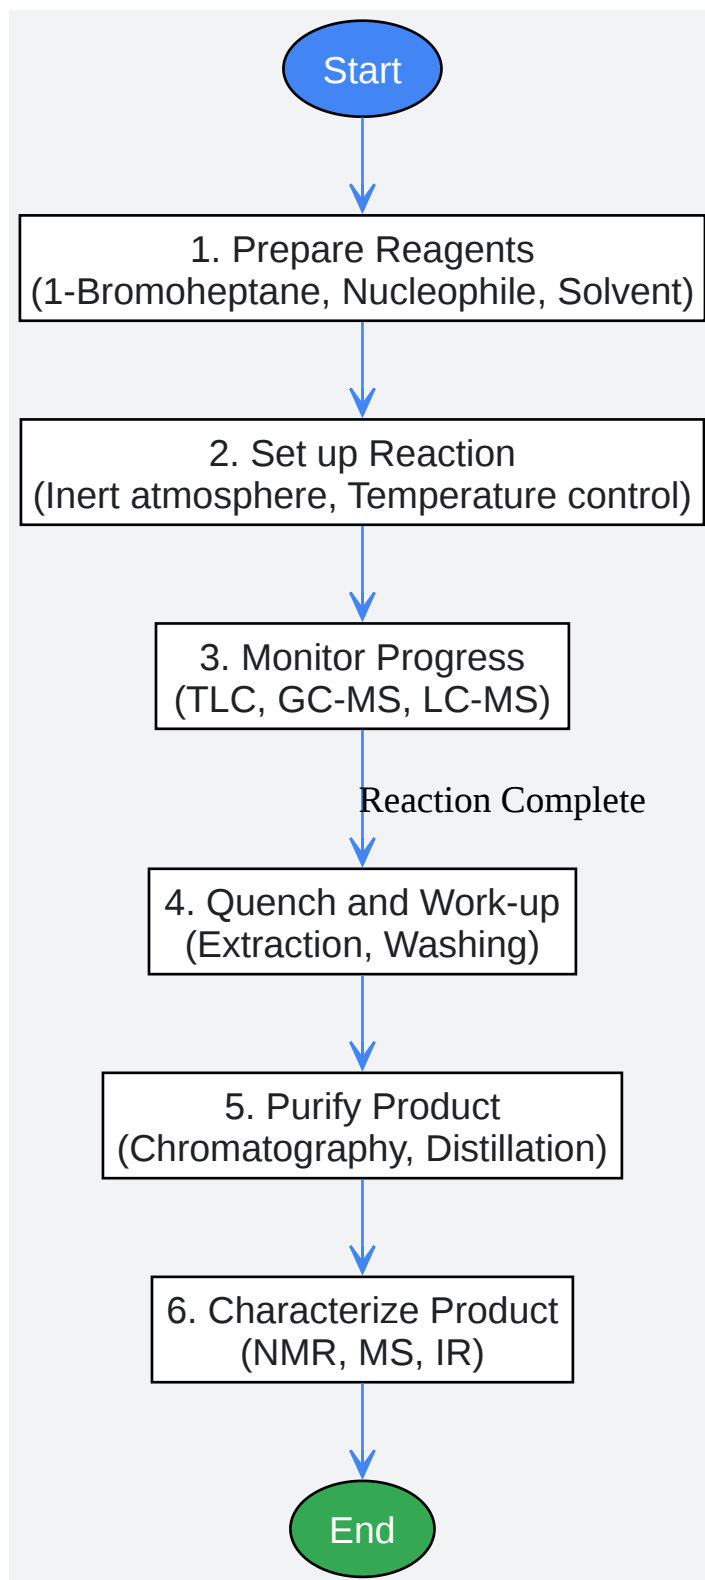 Start
1. Prepare Reagents
(1-Bromoheptane, Nucleophile, Solvent)
2. Set up Reaction
(Inert atmosphere, Temperature control)
3. Monitor Progress
(TLC, GC-MS, LC-MS)
Reaction Complete
4. Quench and Work-up
(Extraction, Washing)
5. Purify Product
(Chromatography, Distillation)
6. Characterize Product
(NMR, MS, IR)
End